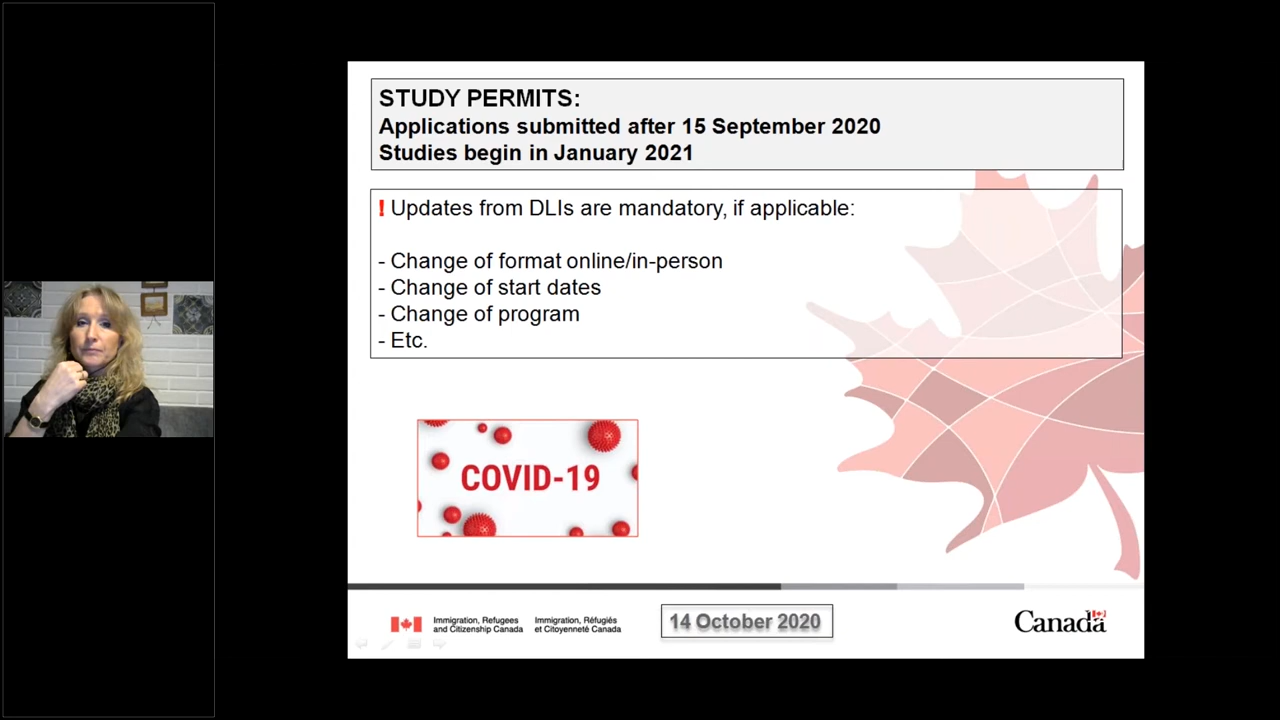 STUDY PERMITS:
Applications submitted after 15 September 2020
Studies begin in January 2021
! Updates from DLIs are mandatory, if applicable:
- Change of format online/in-person
- Change of start dates
- Change of program
- Etc.
COVID-19
Immigration, Refugees
and Citizenship Canada
Immigration, Réfugiés
et Citoyenneté Canada
14 October 2020
Canada